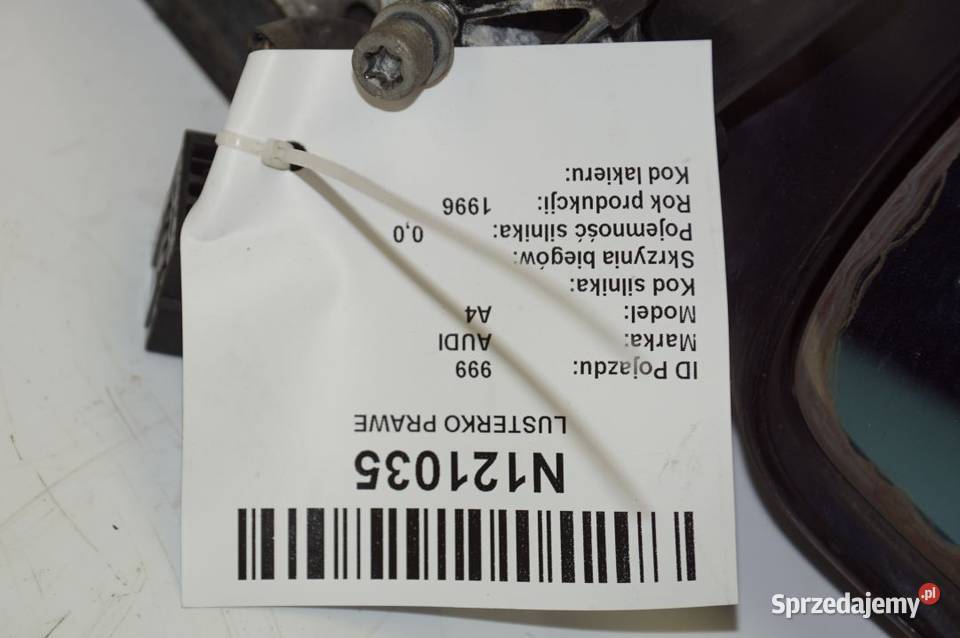 N121035
LUSTERKO PRAWE
ID Pojazdu: 999
Marka: AUDI
Model: A4
Kod silnika:
Skrzynia biegów:
Pojemność silnika: 0,0
Rok produkcji: 1996
Kod lakieru:
Sprzedajemy.pl